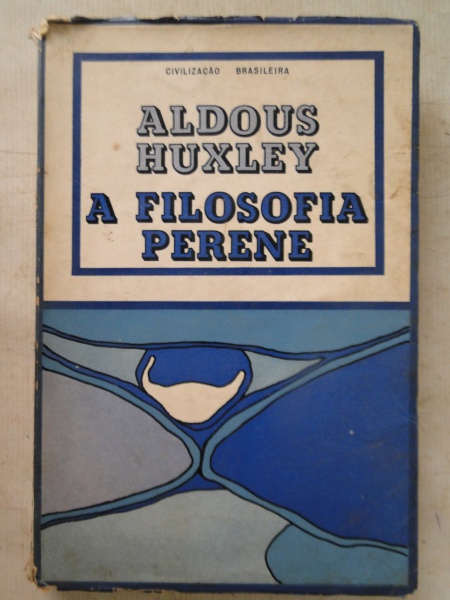 CIVILIZAÇÃO BRASILEIRA
ALDOUS
HUXLEY
A FILOSOFIA
PERENE